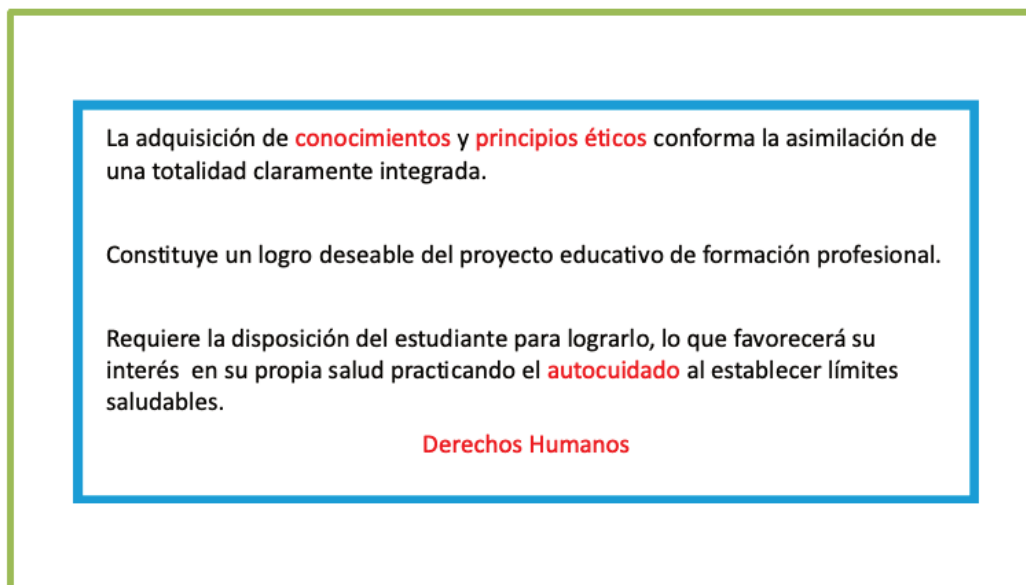 La adquisición de conocimientos y principios éticos conforma la asimilación de
una totalidad claramente integrada.
Constituye un logro deseable del proyecto educativo de formación profesional.
Requiere la disposición del estudiante para lograrlo, lo que favorecerá su
interés en su propia salud practicando el autocuidado al establecer límites
saludables.
Derechos Humanos